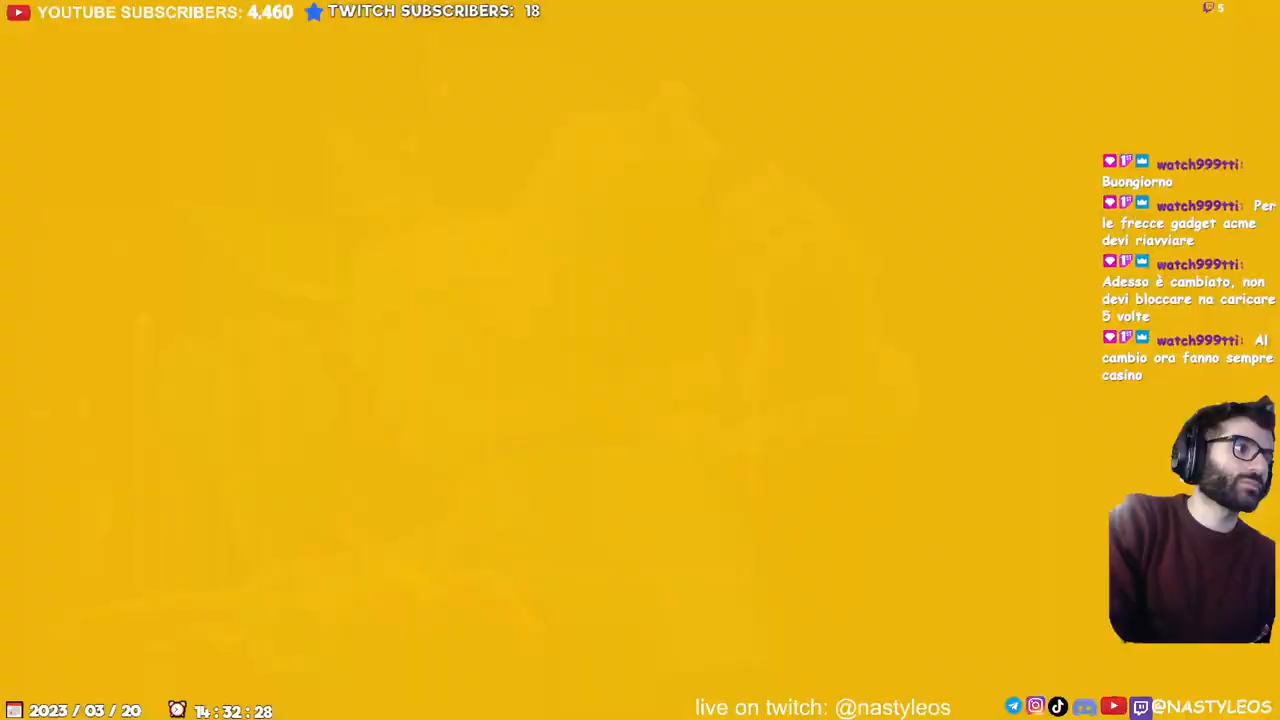 YOUTUBE SUBSCRIBERS: 4,460 TWITCH SUBSCRIBERS: 18
5
watch999tti:
Buongiorno
watch999tti: Per
le frecce gadget acme
devi riavviare
watch999tti:
Adesso è cambiato, non
devi bloccare na caricare
5 volte
watch999tti: Al
cambio ora fanno sempre
casino
2023 / 03 / 20 14:32:28
live on twitch: @nastyleos
@NASTYLEOS